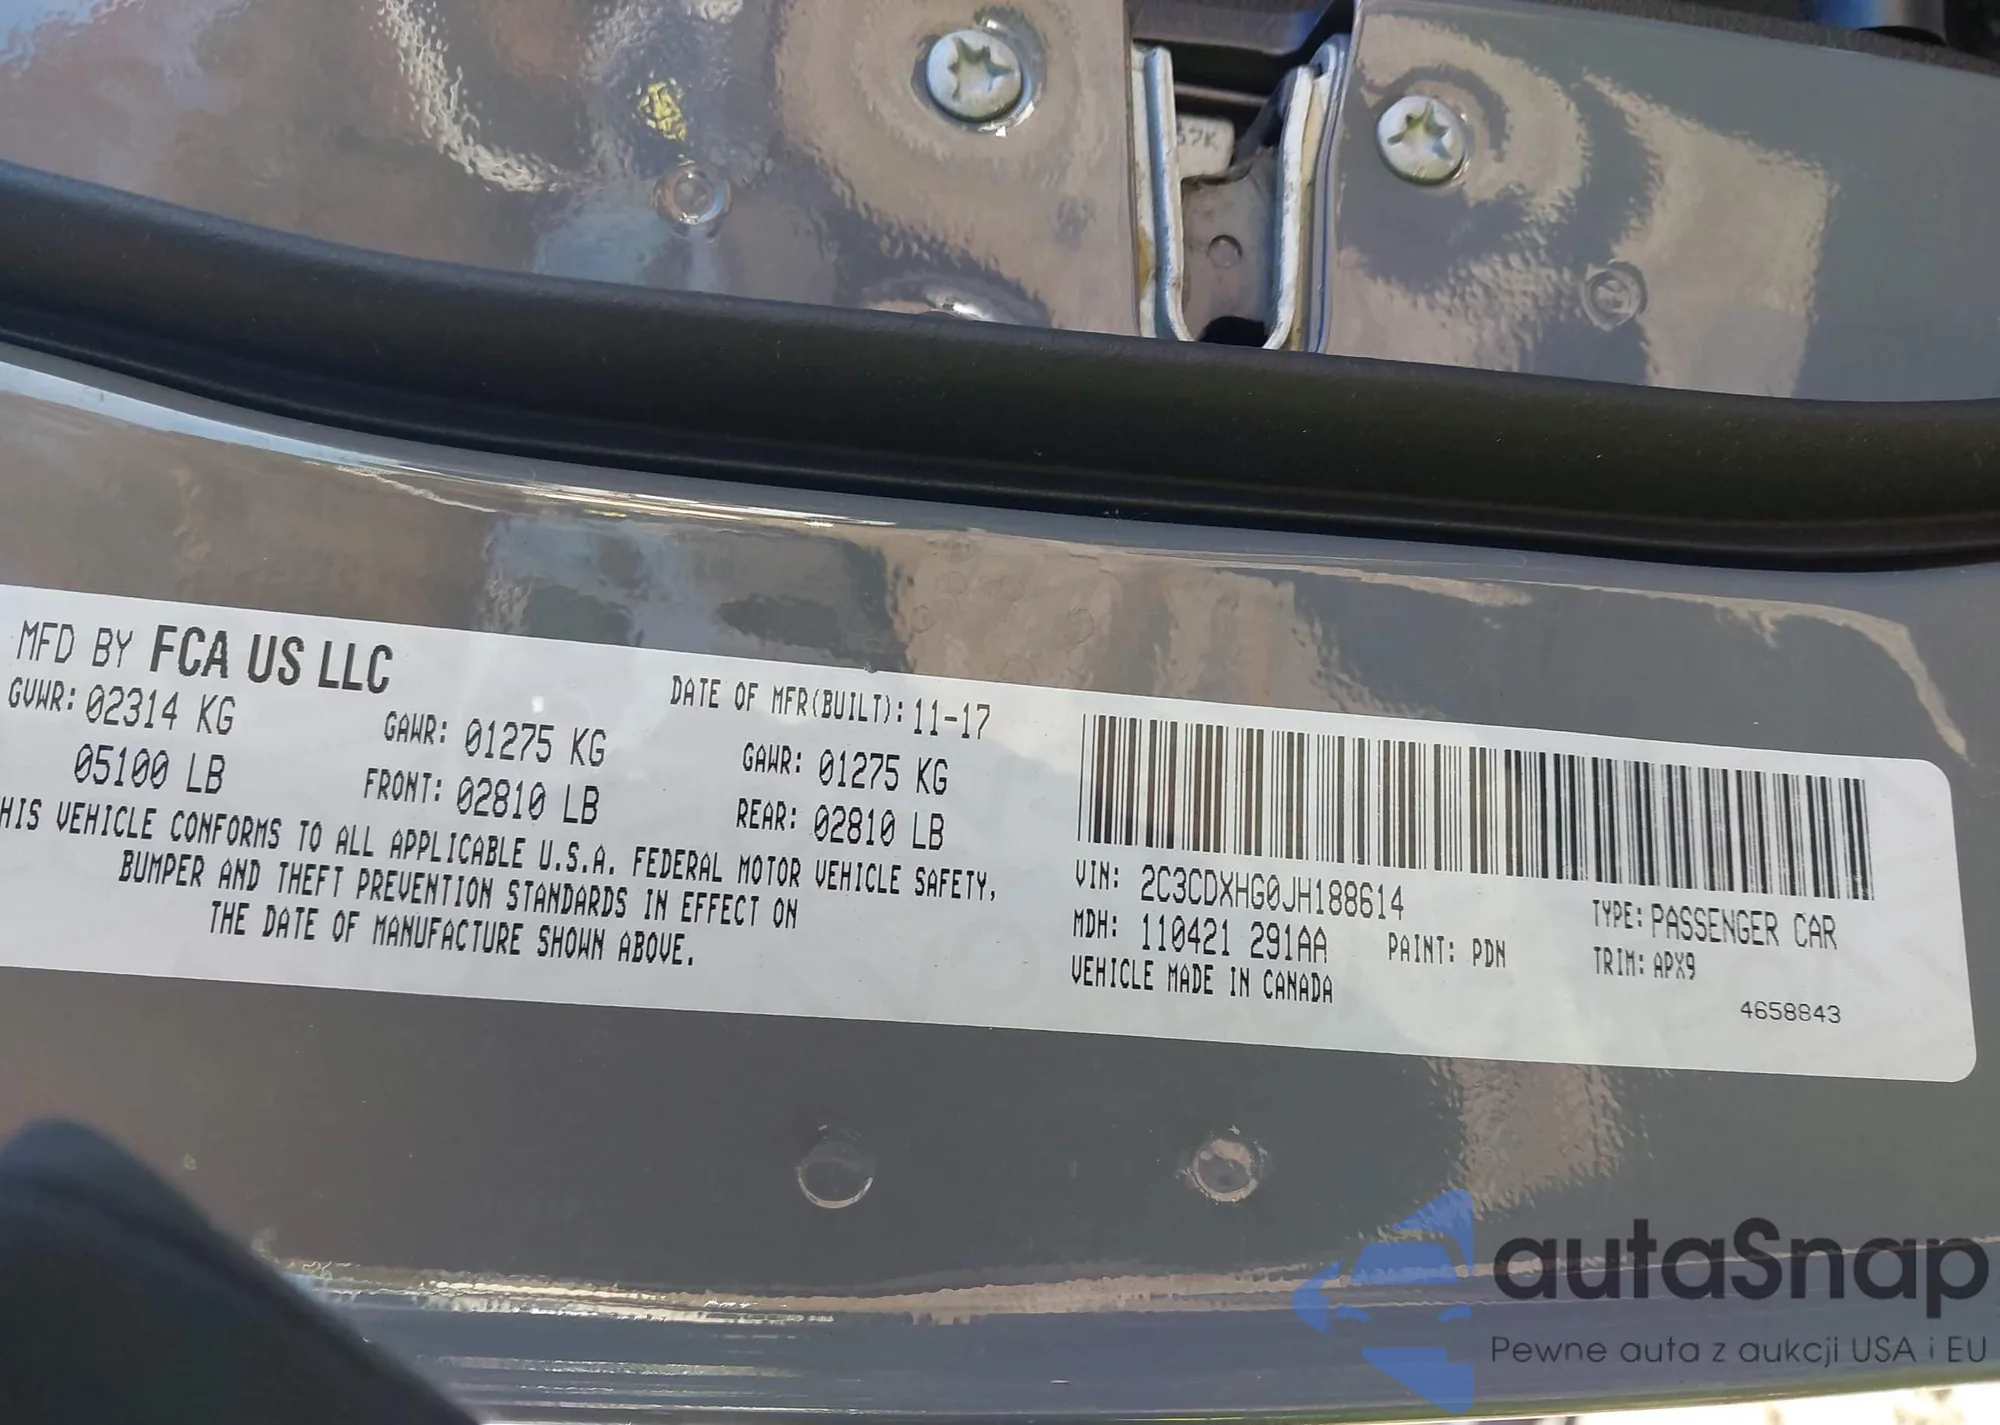 37K
MFD BY FCA US LLC
DATE OF MFR(BUILT): 11-17
GVWR: 02314 KG
05100 LB
GAWR: 01275 KG
FRONT: 02810 LB
GAWR: 01275 KG
REAR: 02810 LB
HIS VEHICLE CONFORMS TO ALL APPLICABLE U.S.A. FEDERAL MOTOR VEHICLE SAFETY,
BUMPER AND THEFT PREVENTION STANDARDS IN EFFECT ON
THE DATE OF MANUFACTURE SHOWN ABOVE.
VIN: 2C3CDXHG0JH188614
TYPE: PASSENGER CAR
MDH: 110421 291AA
PAINT: PDN
TRIM: APX9
VEHICLE MADE IN CANADA
4658843
autaSnap
Pewne auta z aukcji USA i EU